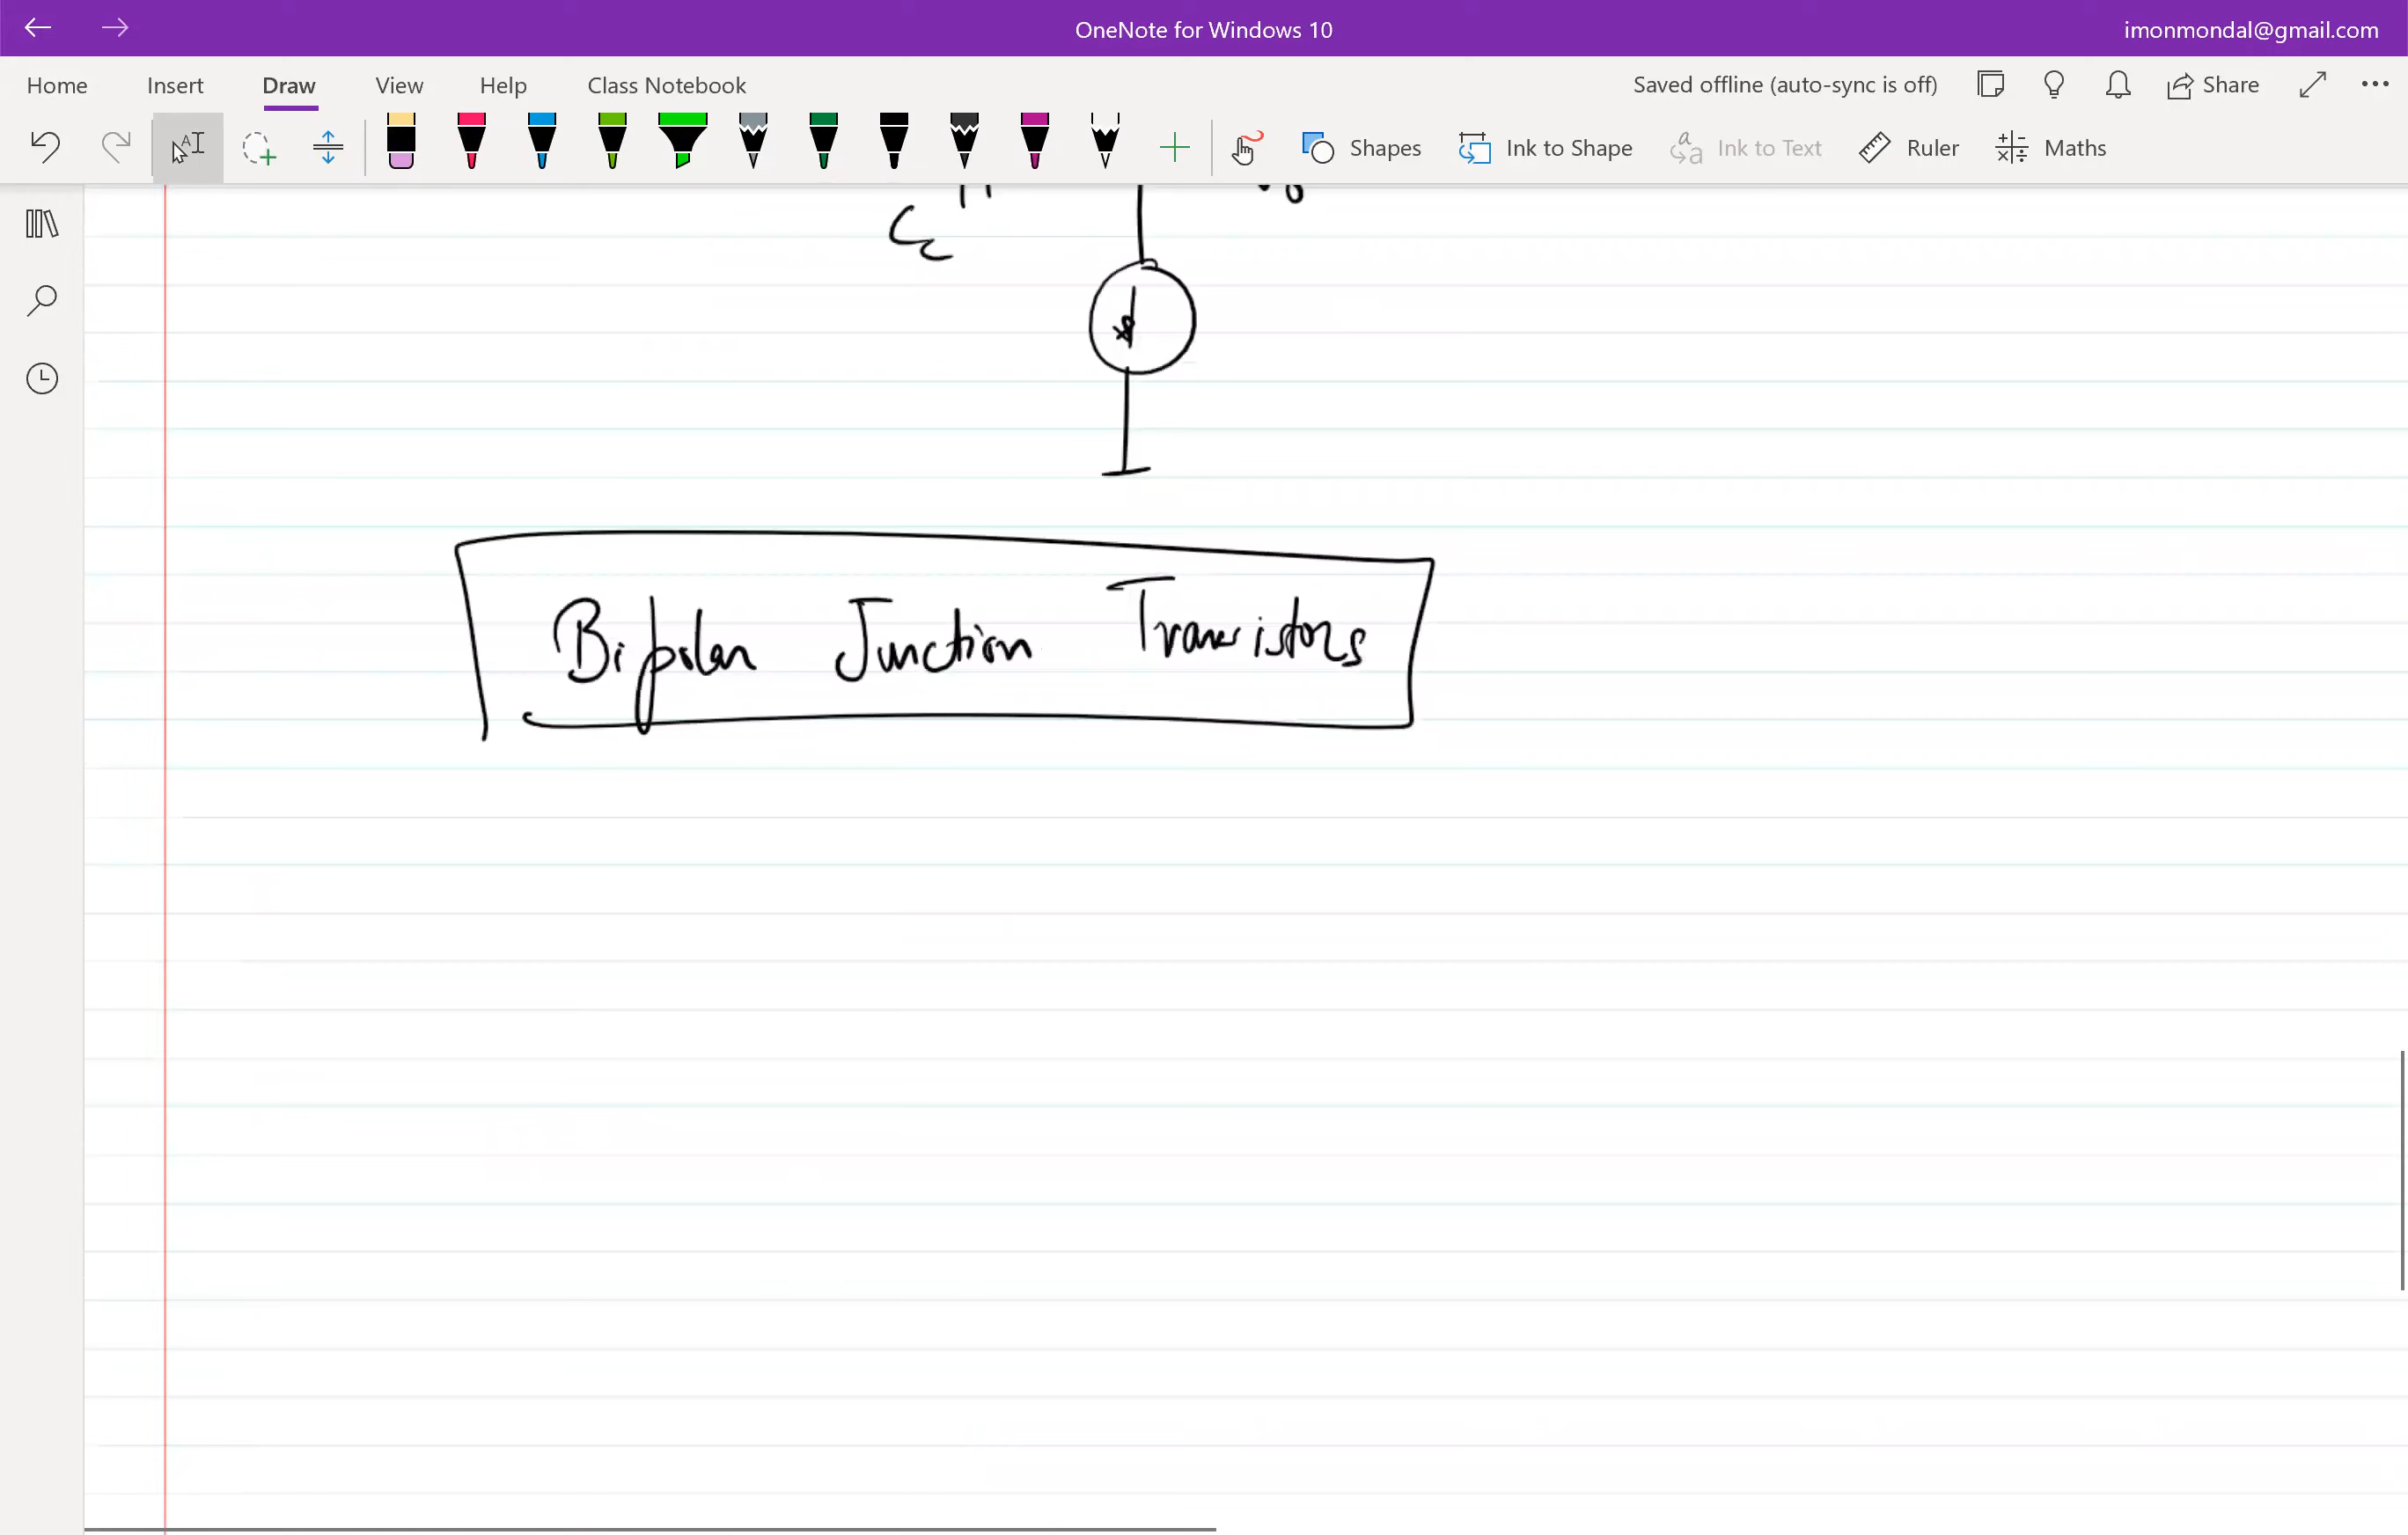 OneNote for Windows 10
imonmondal@gmail.com
Home Insert Draw View Help Class Notebook
Saved offline (auto-sync is off) Share
Shapes Ink to Shape Ink to Text Ruler Maths
Bipolar Junction Transistors